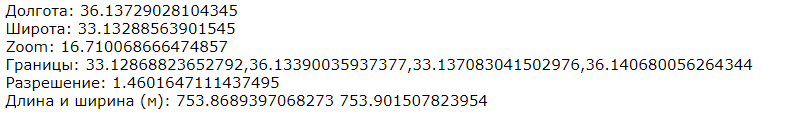 Долгота: 36.13729028104345
Широта: 33.13288563901545
Zoom: 16.710068666474857
Границы: 33.12868823652792,36.13390035937377,33.137083041502976,36.140680056264344
Разрешение: 1.4601647111437495
Длина и ширина (м): 753.8689397068273 753.901507823954